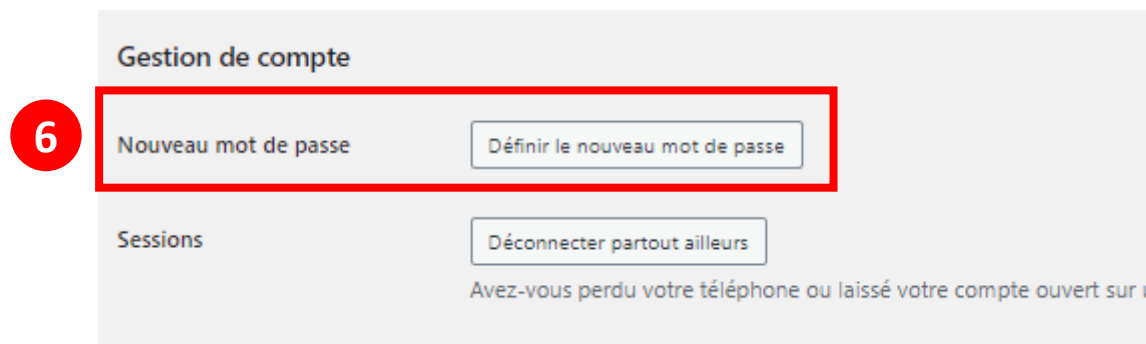 Gestion de compte
6
Nouveau mot de passe
Définir le nouveau mot de passe
Sessions
Déconnecter partout ailleurs
Avez-vous perdu votre téléphone ou laissé votre compte ouvert sur